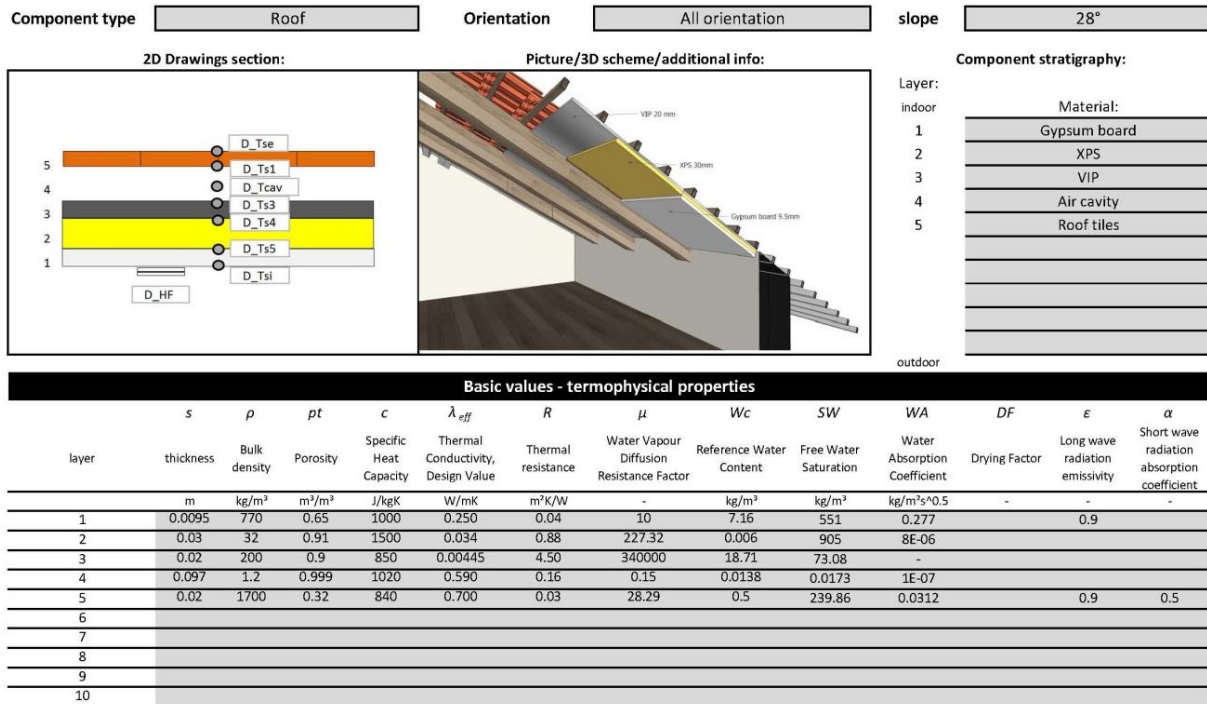 Component type Roof Orientation All orientation slope 28°
2D Drawings section: Picture/3D scheme/additional info: Component stratigraphy:
D_Tse
D_Ts1
D_Tcav
D_Ts3
D_Ts4
D_Ts5
D_Tsi
D_HF
5
4
3
2
1
VIP 20 mm
XPS 30mm
Gypsum board 9.5mm
Layer:
indoor Material:
1 Gypsum board
2 XPS
3 VIP
4 Air cavity
5 Roof tiles
outdoor
Basic values - termophysical properties
s ρ pt c λ eff R μ Wc SW WA DF ε α
layer thickness Bulk density Porosity Specific Heat Capacity Thermal Conductivity, Design Value Thermal resistance Water Vapour Diffusion Resistance Factor Reference Water Content Free Water Saturation Water Absorption Coefficient Drying Factor Long wave radiation emissivity Short wave radiation absorption coefficient
m kg/m³ m³/m³ J/kgK W/mK m²K/W - kg/m³ kg/m³ kg/m²s^0.5 - - -
1 0.0095 770 0.65 1000 0.250 0.04 10 7.16 551 0.277 0.9
2 0.03 32 0.91 1500 0.034 0.88 227.32 0.006 905 8E-06
3 0.02 200 0.9 850 0.00445 4.50 340000 18.71 73.08 -
4 0.097 1.2 0.999 1020 0.590 0.16 0.15 0.0138 0.0173 1E-07
5 0.02 1700 0.32 840 0.700 0.03 28.29 0.5 239.86 0.0312 0.9 0.5
6
7
8
9
10